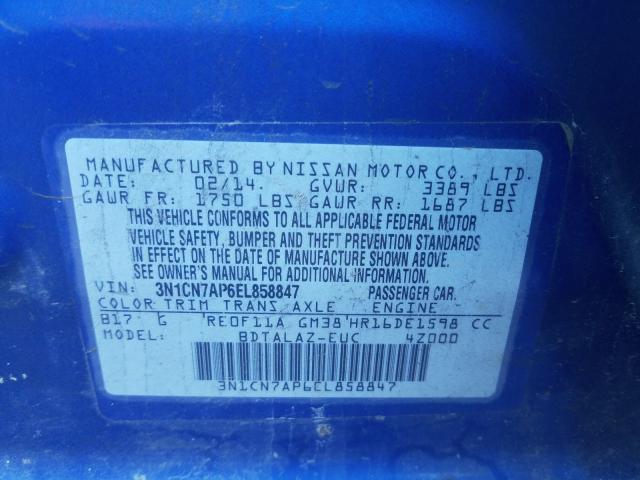 MANUFACTURED BY NISSAN MOTOR CO., LTD.
DATE: 02/14. GVWR: 3389 LBS
GAWR FR: 1750 LBS GAWR RR: 1687 LBS
THIS VEHICLE CONFORMS TO ALL APPLICABLE FEDERAL MOTOR
VEHICLE SAFETY, BUMPER AND THEFT PREVENTION STANDARDS
IN EFFECT ON THE DATE OF MANUFACTURE SHOWN ABOVE.
SEE OWNER'S MANUAL FOR ADDITIONAL INFORMATION.
VIN: 3N1CN7AP6EL858847 PASSENGER CAR.
COLOR TRIM TRANS AXLE ENGINE
B17 G RE0F11A GM38 HR16DE1598 CC
MODEL: BDTALAZ-EUC 4Z000
3N1CN7AP6EL858847